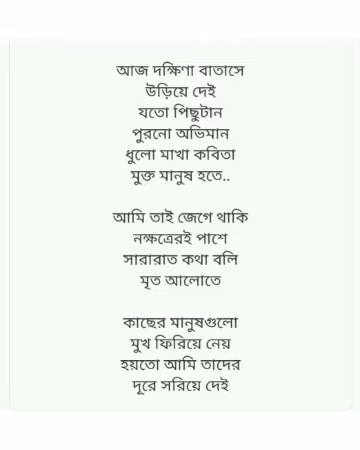 আজ দক্ষিণা বাতাসে
উড়িয়ে দেই
যতো পিছুটান
পুরনো অভিমান
ধুলো মাখা কবিতা
মুক্ত মানুষ হতে..
আমি তাই জেগে থাকি
নক্ষত্রেরই পাশে
সারারাত কথা বলি
মৃত আলোতে
কাছের মানুষগুলো
মুখ ফিরিয়ে নেয়
হয়তো আমি তাদের
দূরে সরিয়ে দেই